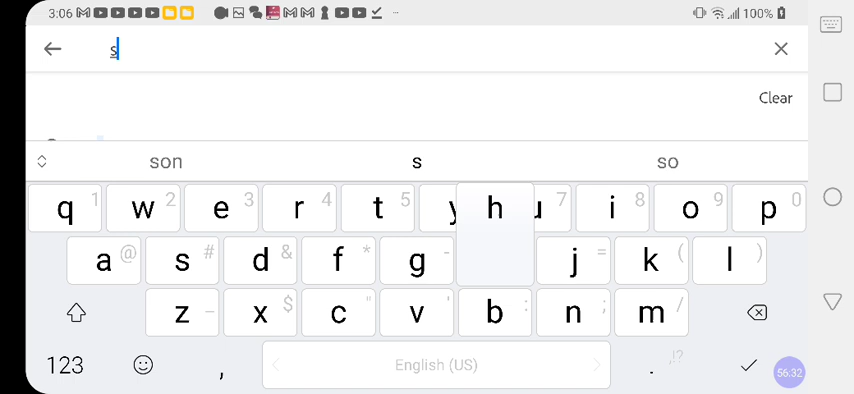 3:06 100%
s
Clear
son s so
q 1 w 2 e 3 r 4 t 5 y h u 7 i 8 o 9 p 0
a @ s # d & f * g - j = k ( l )
z _ x $ c " v ' b : n ; m /
123 , English (US) . ,!?
56:32